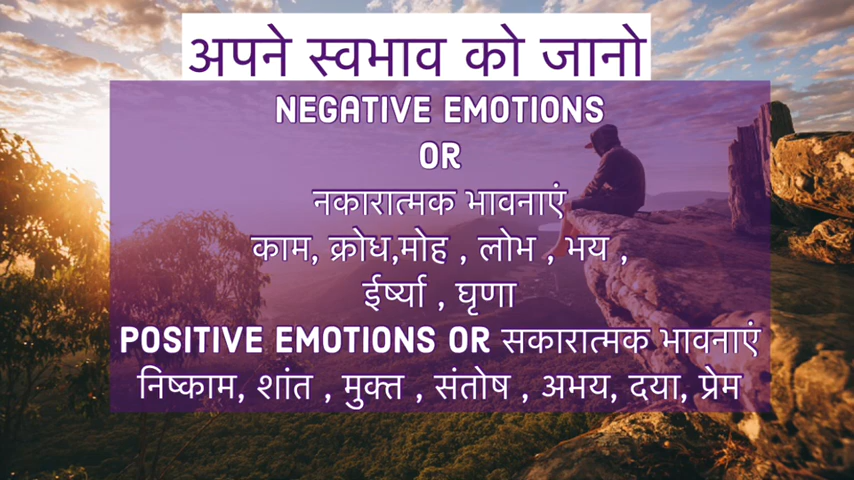 अपने स्वभाव को जानो
NEGATIVE EMOTIONS
OR
नकारात्मक भावनाएं
काम, क्रोध,मोह , लोभ , भय ,
ईर्ष्या , घृणा
POSITIVE EMOTIONS OR सकारात्मक भावनाएं
निष्काम, शांत , मुक्त , संतोष , अभय, दया, प्रेम